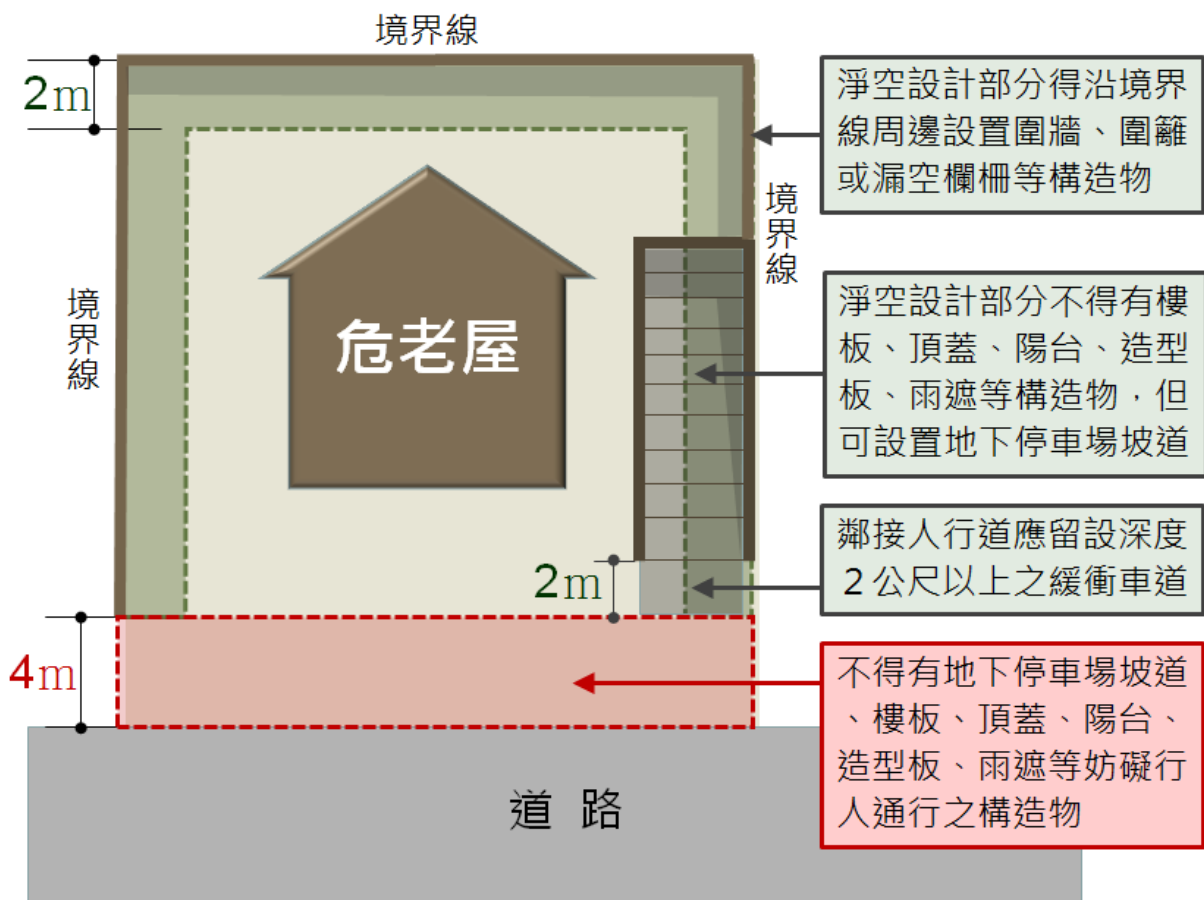 境界線
2m
淨空設計部分得沿境界
線周邊設置圍牆、圍籬
或漏空欄柵等構造物
境界線
境界線
危老屋
淨空設計部分不得有樓
板、頂蓋、陽台、造型
板、雨遮等構造物，但
可設置地下停車場坡道
2m
鄰接人行道應留設深度
２公尺以上之緩衝車道
4m
不得有地下停車場坡道
、樓板、頂蓋、陽台、
造型板、雨遮等妨礙行
人通行之構造物
道 路